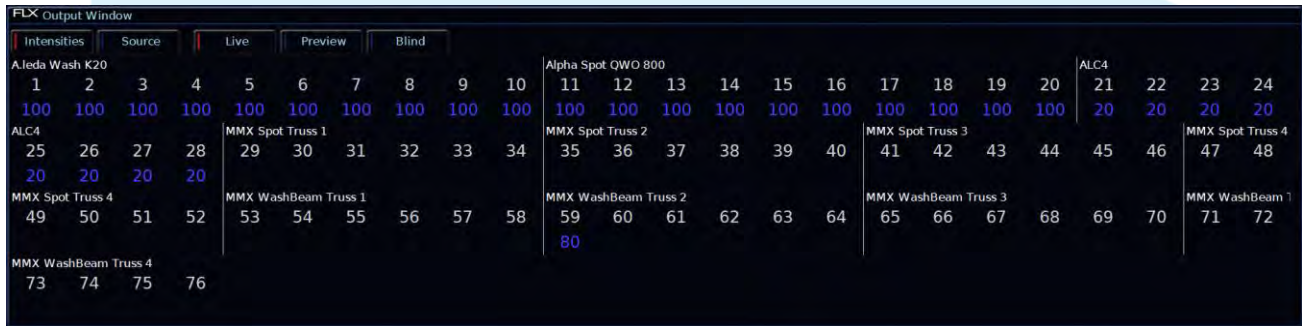 FLX Output Window
Intensities Source Live Preview Blind
A.leda Wash K20 Alpha Spot QWO 800 ALC4
1 2 3 4 5 6 7 8 9 10 11 12 13 14 15 16 17 18 19 20 21 22 23 24
100 100 100 100 100 100 100 100 100 100 100 100 100 100 100 100 100 100 100 100 20 20 20 20
ALC4 MMX Spot Truss 1 MMX Spot Truss 2 MMX Spot Truss 3 MMX Spot Truss 4
25 26 27 28 29 30 31 32 33 34 35 36 37 38 39 40 41 42 43 44 45 46 47 48
20 20 20 20
MMX Spot Truss 4 MMX WashBeam Truss 1 MMX WashBeam Truss 2 MMX WashBeam Truss 3 MMX WashBeam T
49 50 51 52 53 54 55 56 57 58 59 60 61 62 63 64 65 66 67 68 69 70 71 72
80
MMX WashBeam Truss 4
73 74 75 76